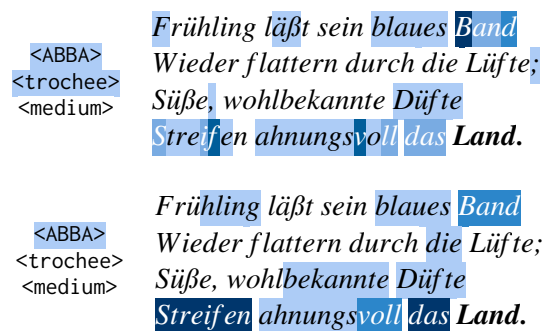 <ABBA>
<trochee>
<medium>
Frühling läßt sein blaues Band
Wieder flattern durch die Lüfte;
Süße, wohlbekannte Düfte
Streifen ahnungsvoll das Land.
<ABBA>
<trochee>
<medium>
Frühling läßt sein blaues Band
Wieder flattern durch die Lüfte;
Süße, wohlbekannte Düfte
Streifen ahnungsvoll das Land.